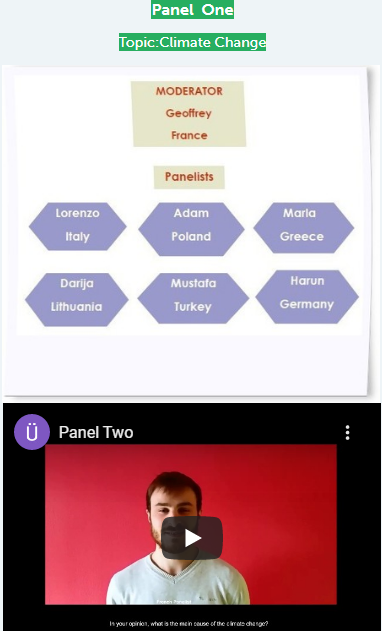 Panel One
Topic:Climate Change
MODERATOR
Geoffrey
France
Panelists
Lorenzo
Italy
Adam
Poland
Maria
Greece
Darija
Lithuania
Mustafa
Turkey
Harun
Germany
Ü
Panel Two
In your opinion, what is the main cause of the climate change?